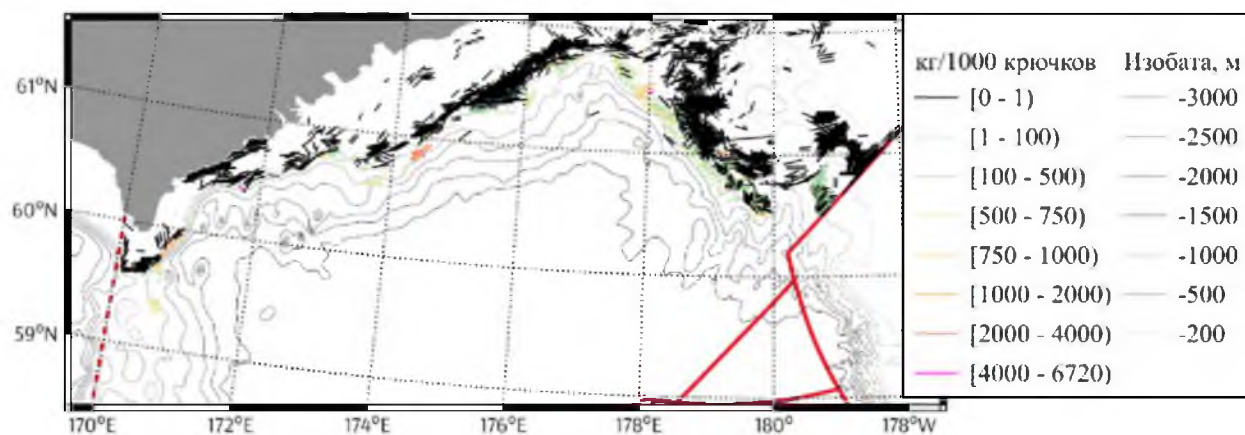 61°N
60°N
59°N
170°E 172°E 174°E 176°E 178°E 180° 178°W
кг/1000 крючков Изобата, м
[0 - 1) -3000
[1 - 100) -2500
[100 - 500) -2000
[500 - 750) -1500
[750 - 1000) -1000
[1000 - 2000) -500
[2000 - 4000) -200
[4000 - 6720)